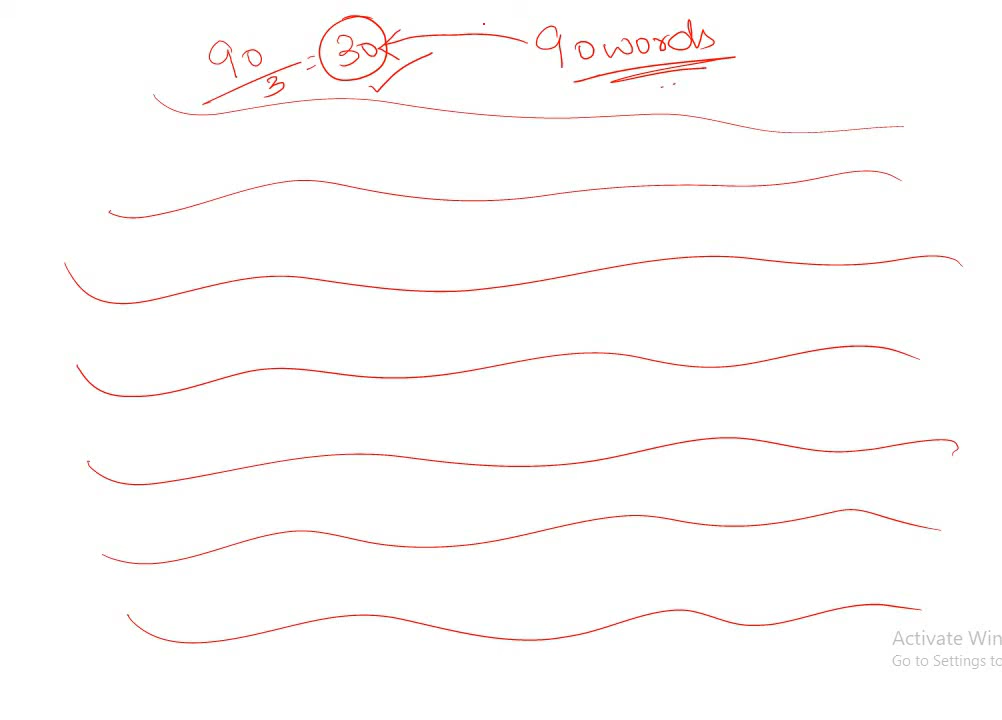 90/3 = 30 ← 90 words
Activate Win
Go to Settings to